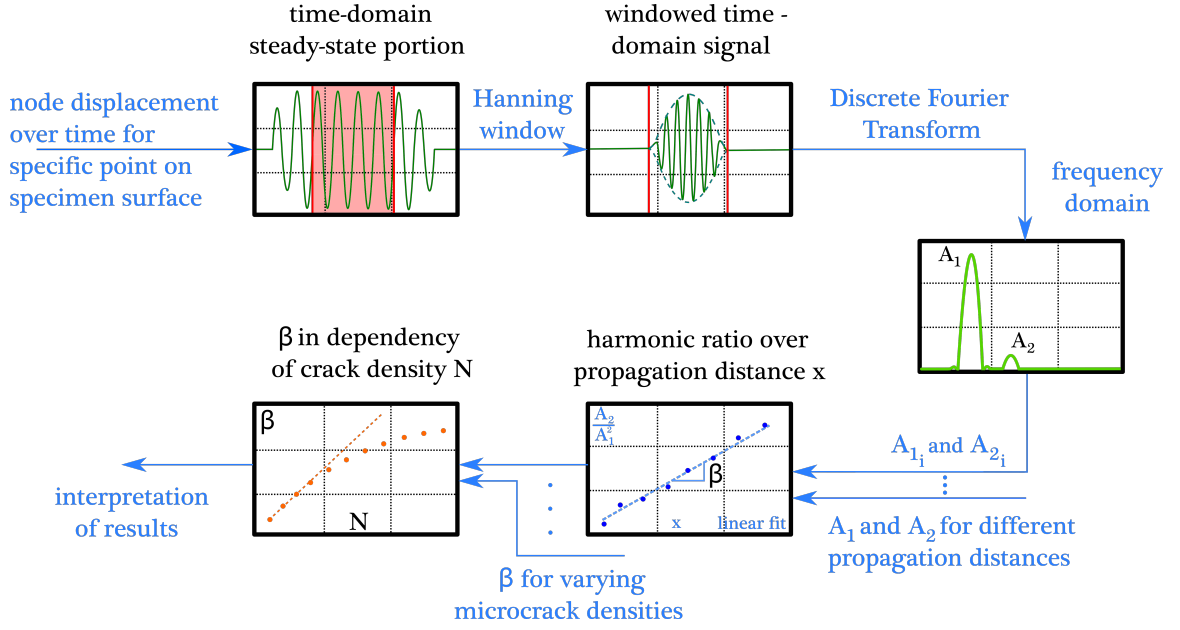 time-domain
steady-state portion
windowed time -
domain signal
node displacement
over time for
specific point on
specimen surface
Hanning
window
Discrete Fourier
Transform
frequency
domain
A₁
A₂
β in dependency
of crack density N
harmonic ratio over
propagation distance x
β
N
A₂
A₁²
β
x
linear fit
A₁ᵢ and A₂ᵢ
A₁ and A₂ for different
propagation distances
interpretation
of results
β for varying
microcrack densities